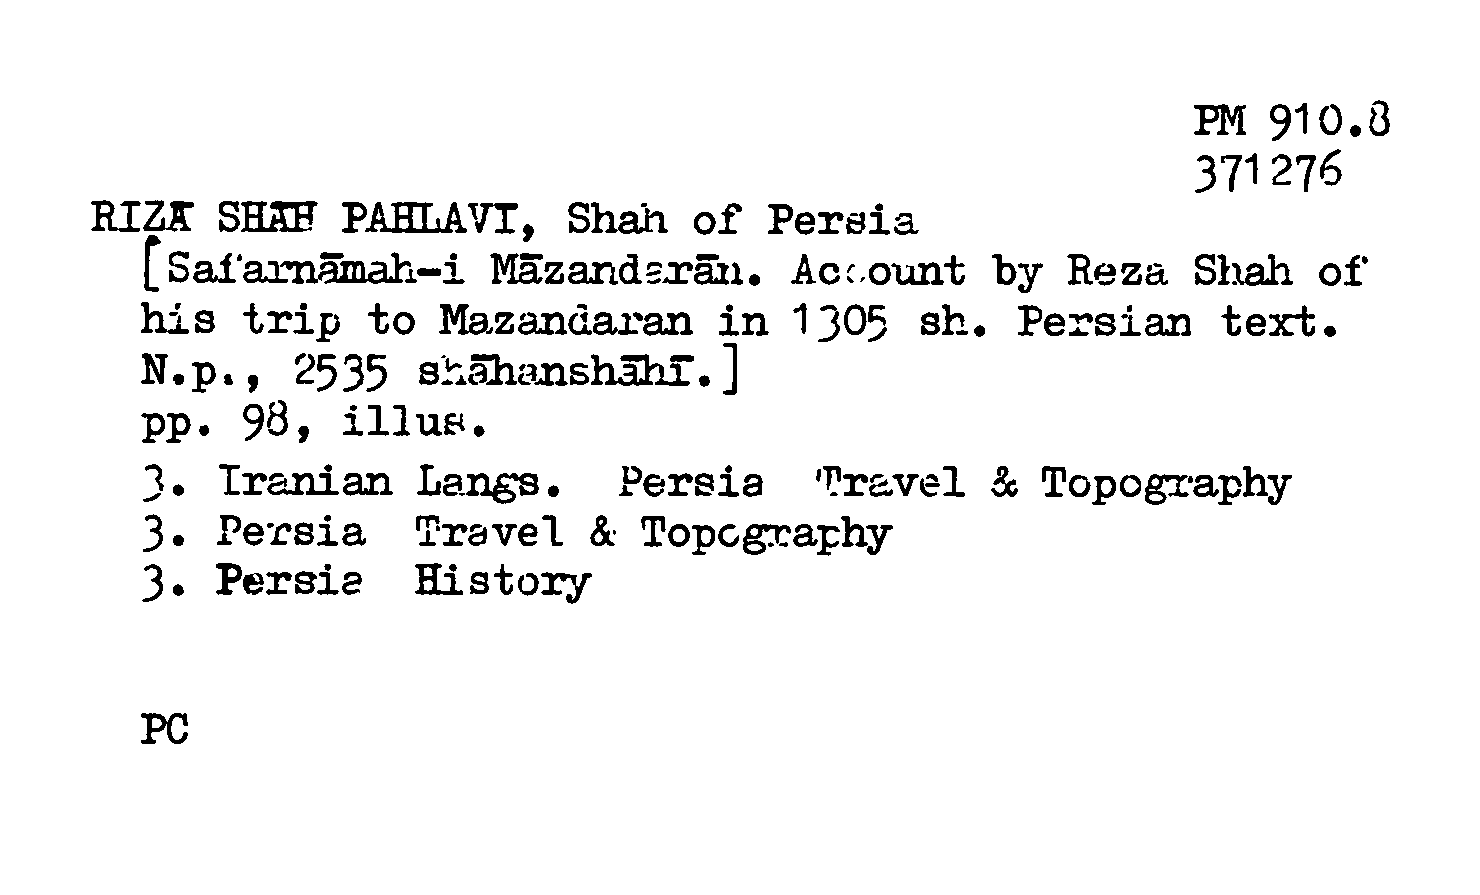 PM 910.8
371276
RIZĀ SHĀH PAHLAVI, Shah of Persia
[Safarnāmah-i Māzandarān. Account by Reza Shah of
his trip to Mazandaran in 1305 sh. Persian text.
N.p., 2535 shāhanshāhī.]
pp. 98, illus.
3. Iranian Langs. Persia Travel & Topography
3. Persia Travel & Topography
3. Persia History
PC